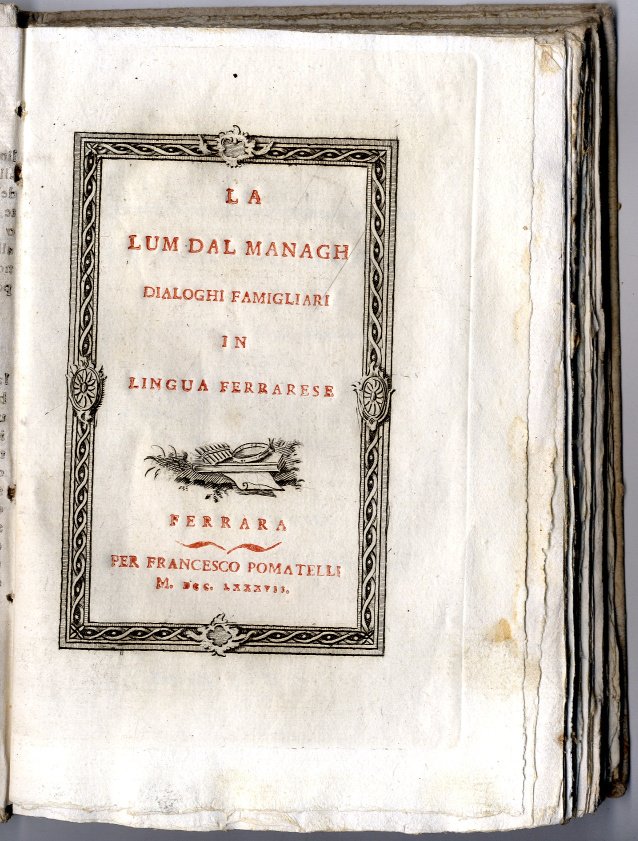 LA
LUM DAL MANAGH
DIALOGHI FAMIGLIARI
IN
LINGUA FERRARESE
FERRARA
PER FRANCESCO POMATELLI
M. DCC. LXXXVII.